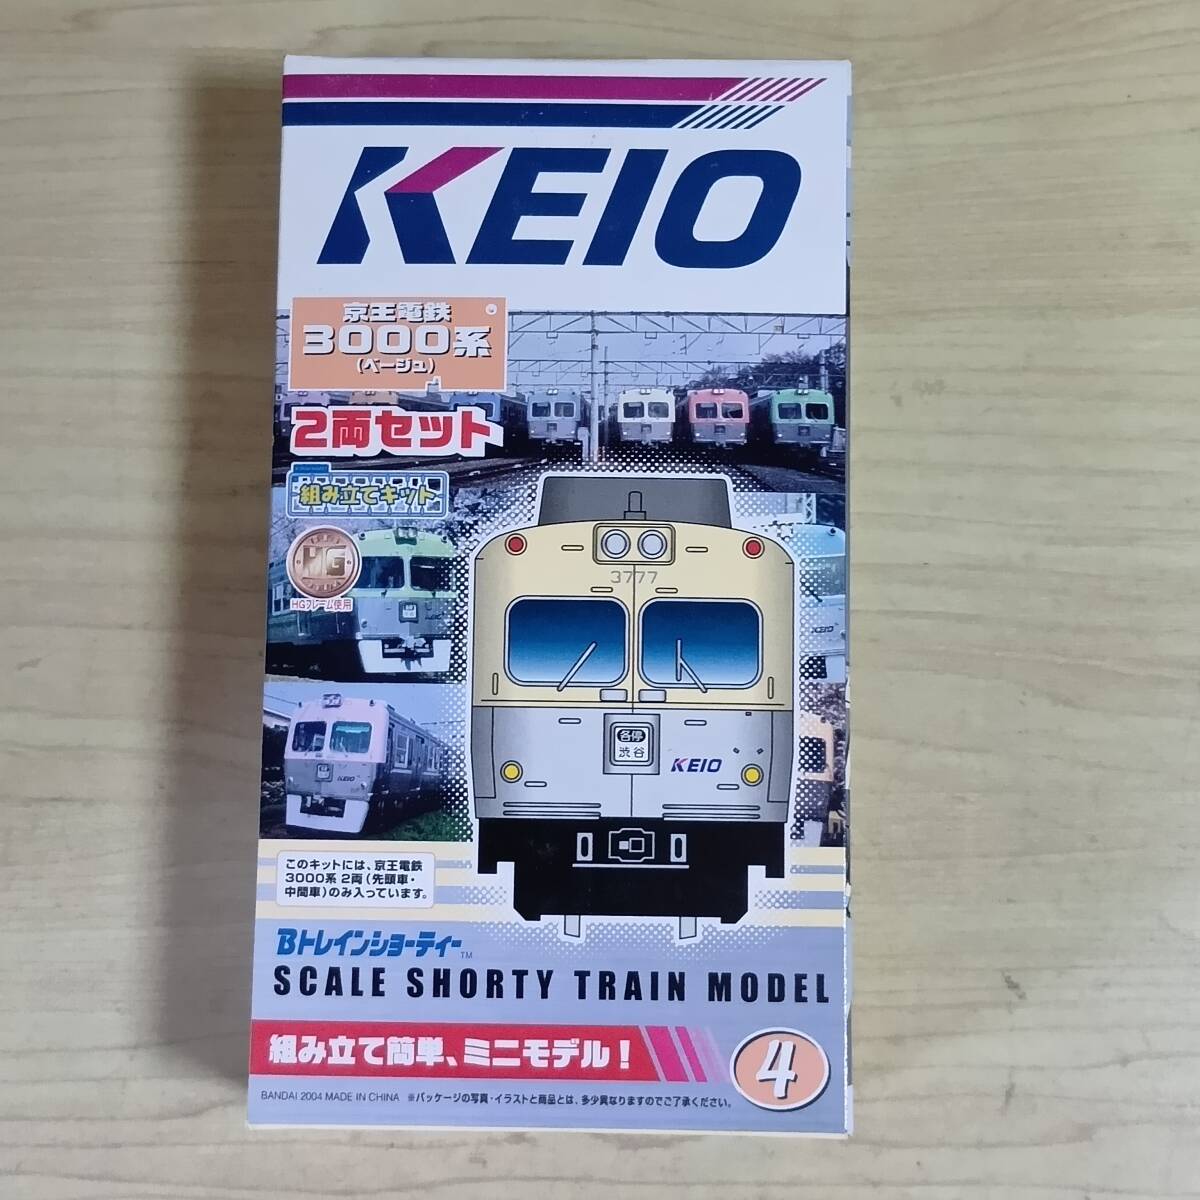 KEIO
京王電鉄
3000系
(ベージュ)
2両セット
組み立てキット
HG
HGフレーム使用
3777
各停
渋谷
KEIO
KEIO
このキットには、京王電鉄
3000系 2両(先頭車・
中間車)のみ入っています。
Bトレインショーティー™
SCALE SHORTY TRAIN MODEL
組み立て簡単、ミニモデル!
4
BANDAI 2004 MADE IN CHINA ※パッケージの写真・イラストと商品とは、多少異なりますのでご了承ください。